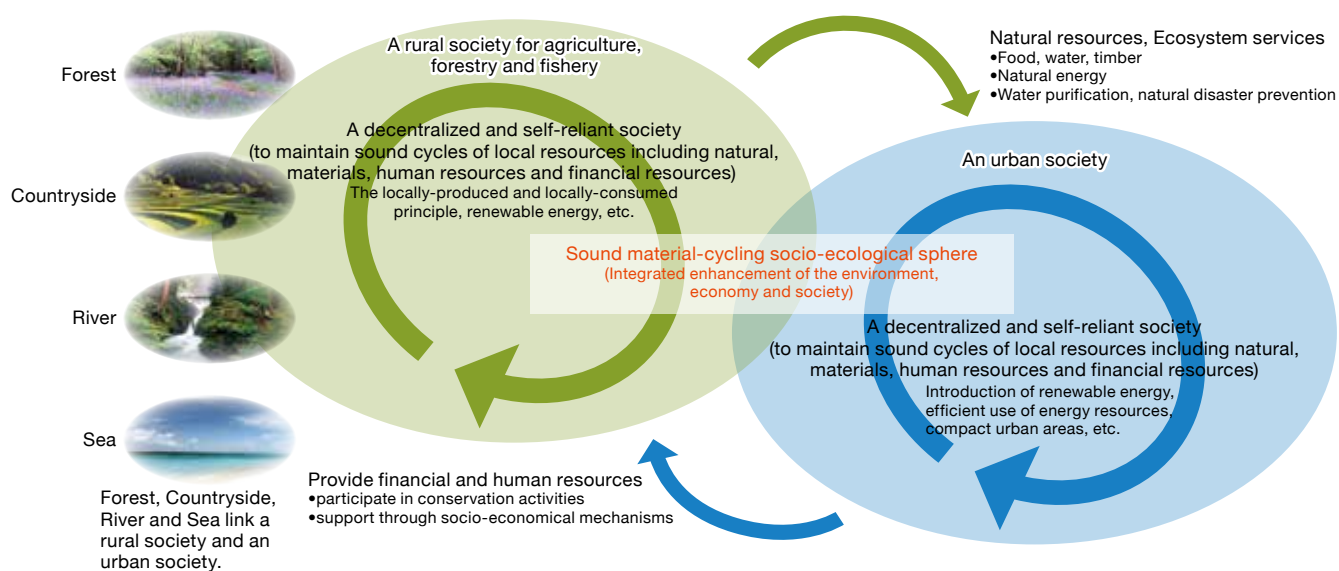 Forest
Countryside
River
Sea
Forest, Countryside,
River and Sea link a
rural society and an
urban society.
A rural society for agriculture,
forestry and fishery
A decentralized and self-reliant society
(to maintain sound cycles of local resources including natural,
materials, human resources and financial resources)
The locally-produced and locally-consumed
principle, renewable energy, etc.
Natural resources, Ecosystem services
•Food, water, timber
•Natural energy
•Water purification, natural disaster prevention
An urban society
Sound material-cycling socio-ecological sphere
(Integrated enhancement of the environment,
economy and society)
A decentralized and self-reliant society
(to maintain sound cycles of local resources including natural,
materials, human resources and financial resources)
Introduction of renewable energy,
efficient use of energy resources,
compact urban areas, etc.
Provide financial and human resources
•participate in conservation activities
•support through socio-economical mechanisms